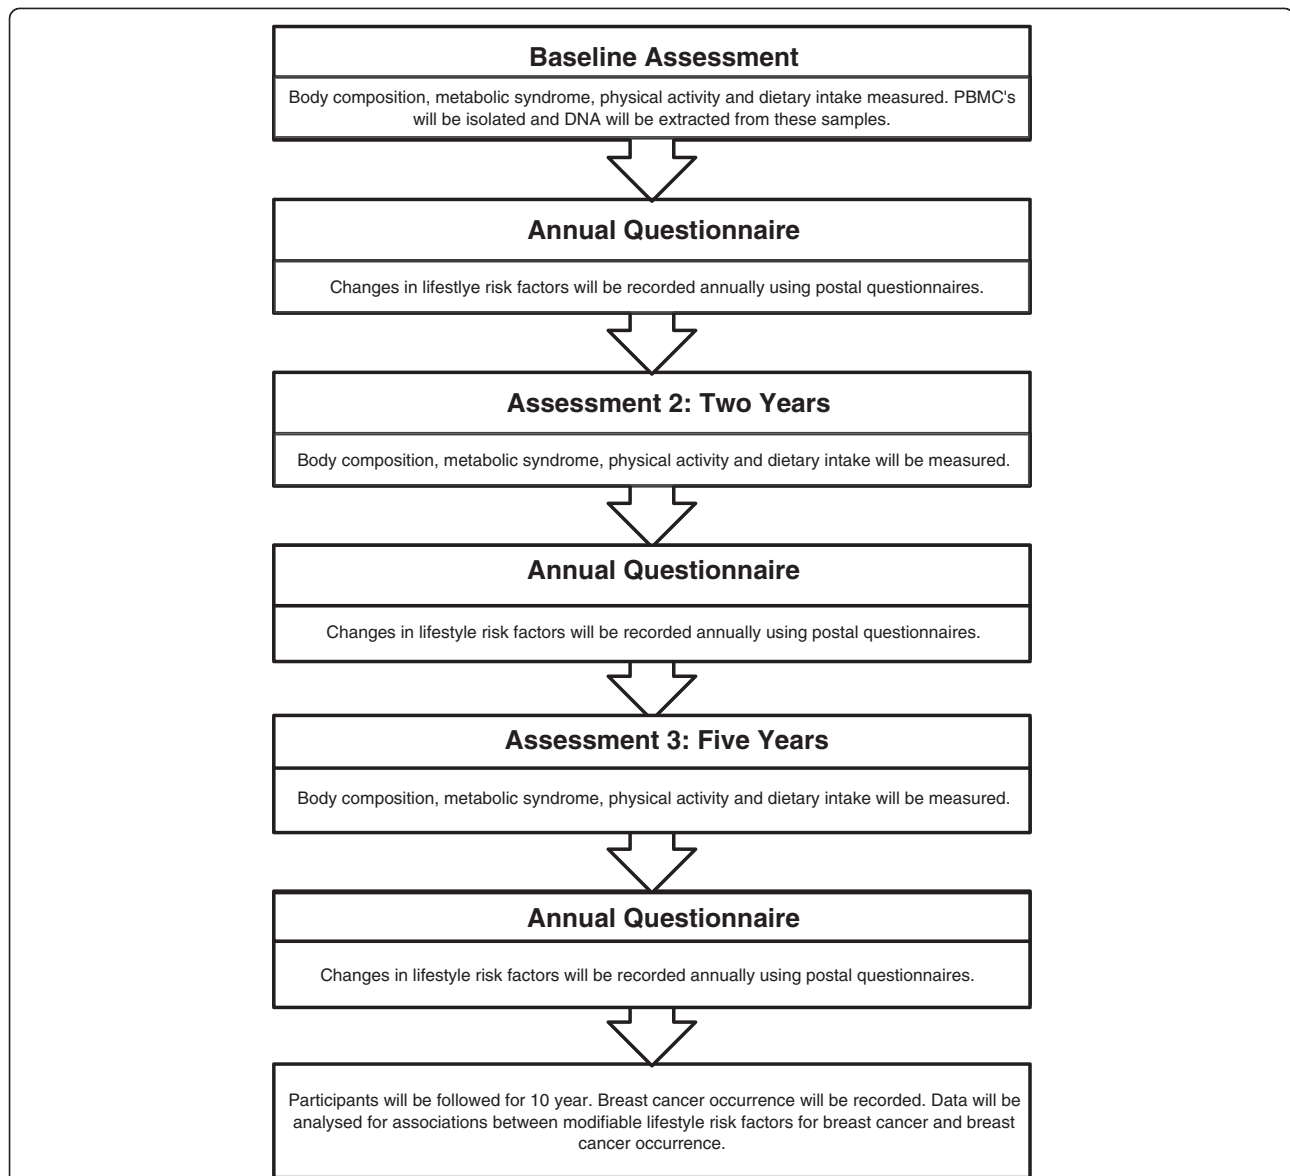 Baseline Assessment
Body composition, metabolic syndrome, physical activity and dietary intake measured. PBMC's
will be isolated and DNA will be extracted from these samples.
Annual Questionnaire
Changes in lifestlye risk factors will be recorded annually using postal questionnaires.
Assessment 2: Two Years
Body composition, metabolic syndrome, physical activity and dietary intake will be measured.
Annual Questionnaire
Changes in lifestyle risk factors will be recorded annually using postal questionnaires.
Assessment 3: Five Years
Body composition, metabolic syndrome, physical activity and dietary intake will be measured.
Annual Questionnaire
Changes in lifestyle risk factors will be recorded annually using postal questionnaires.
Participants will be followed for 10 year. Breast cancer occurrence will be recorded. Data will be
analysed for associations between modifiable lifestyle risk factors for breast cancer and breast
cancer occurrence.